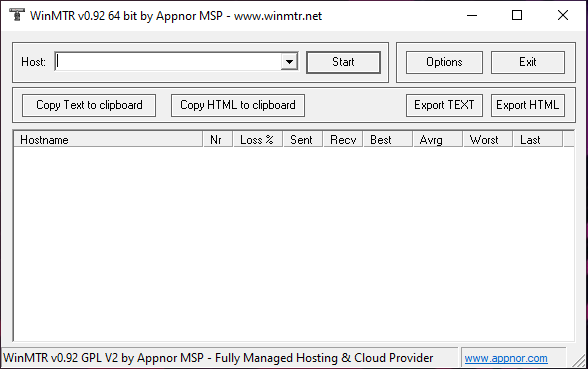 WinMTR v0.92 64 bit by Appnor MSP - www.winmtr.net
Host: Start Options Exit
Copy Text to clipboard Copy HTML to clipboard Export TEXT Export HTML
Hostname Nr Loss % Sent Recv Best Avrg Worst Last
WinMTR v0.92 GPL V2 by Appnor MSP - Fully Managed Hosting & Cloud Provider www.appnor.com